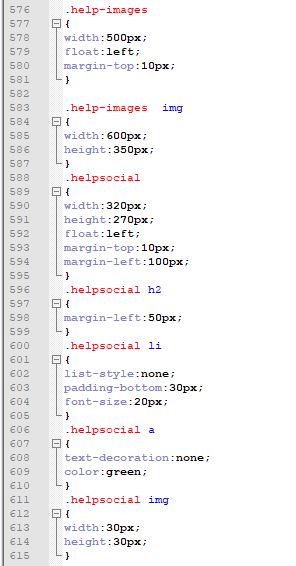 576 .help-images
577 {
578 width:500px;
579 float:left;
580 margin-top:10px;
581 }
582
583 .help-images  img
584 {
585 width:600px;
586 height:350px;
587 }
588 .helpsocial
589 {
590 width:320px;
591 height:270px;
592 float:left;
593 margin-top:10px;
594 margin-left:100px;
595 }
596 .helpsocial h2
597 {
598 margin-left:50px;
599 }
600 .helpsocial li
601 {
602 list-style:none;
603 padding-bottom:30px;
604 font-size:20px;
605 }
606 .helpsocial a
607 {
608 text-decoration:none;
609 color:green;
610 }
611 .helpsocial img
612 {
613 width:30px;
614 height:30px;
615 }